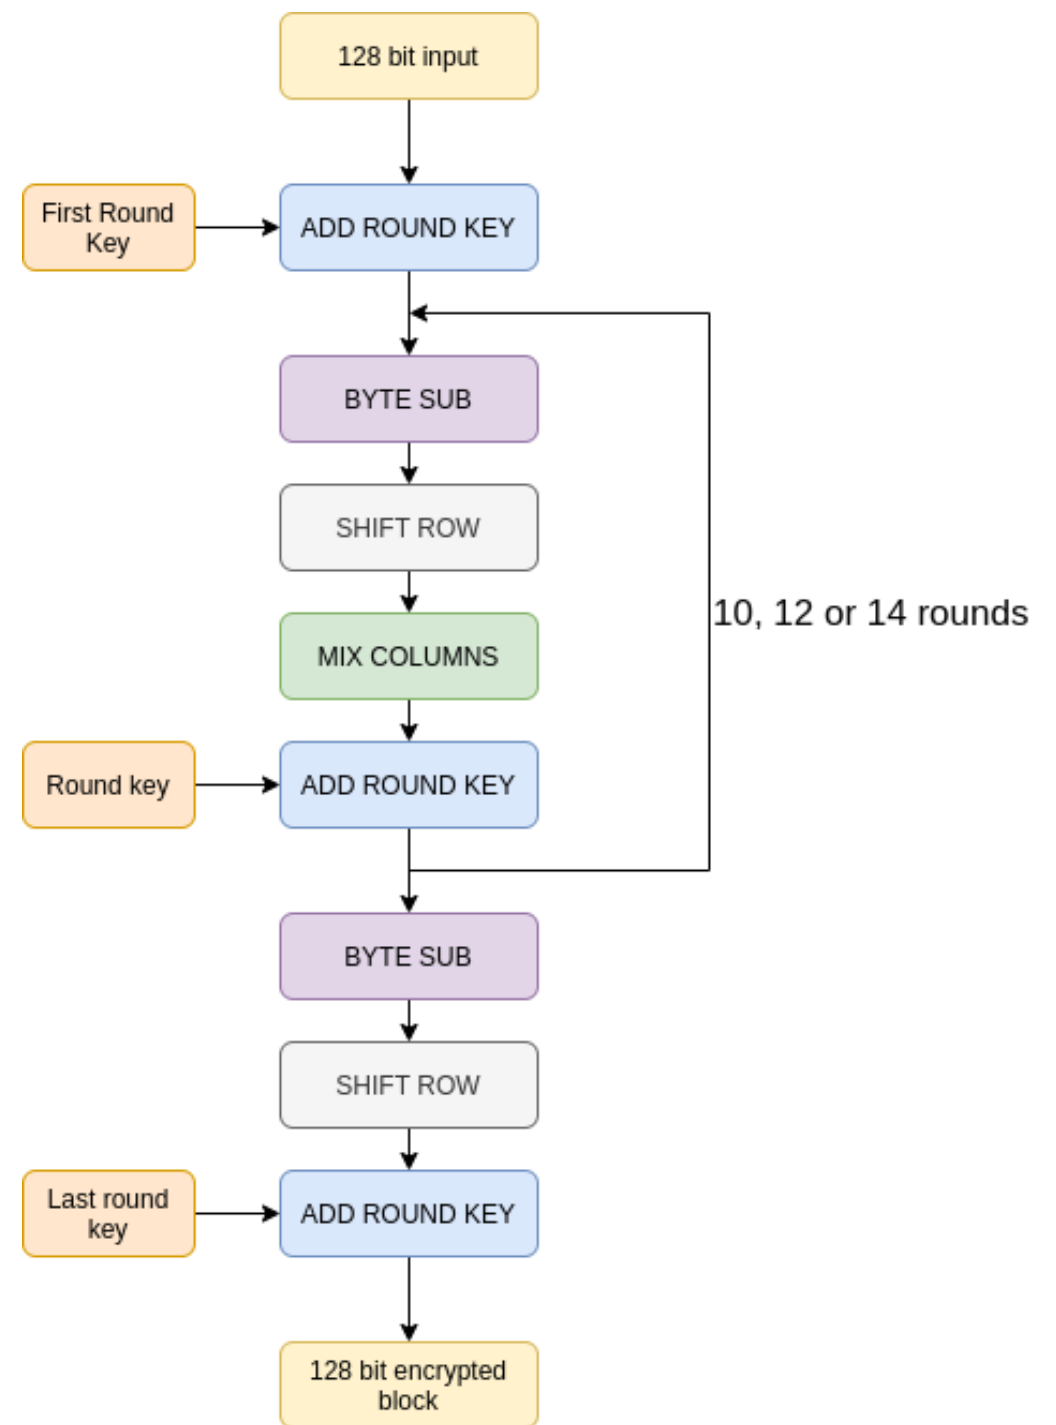 128 bit input
First Round
Key
ADD ROUND KEY
BYTE SUB
SHIFT ROW
10, 12 or 14 rounds
MIX COLUMNS
Round key
ADD ROUND KEY
BYTE SUB
SHIFT ROW
Last round
key
ADD ROUND KEY
128 bit encrypted
block